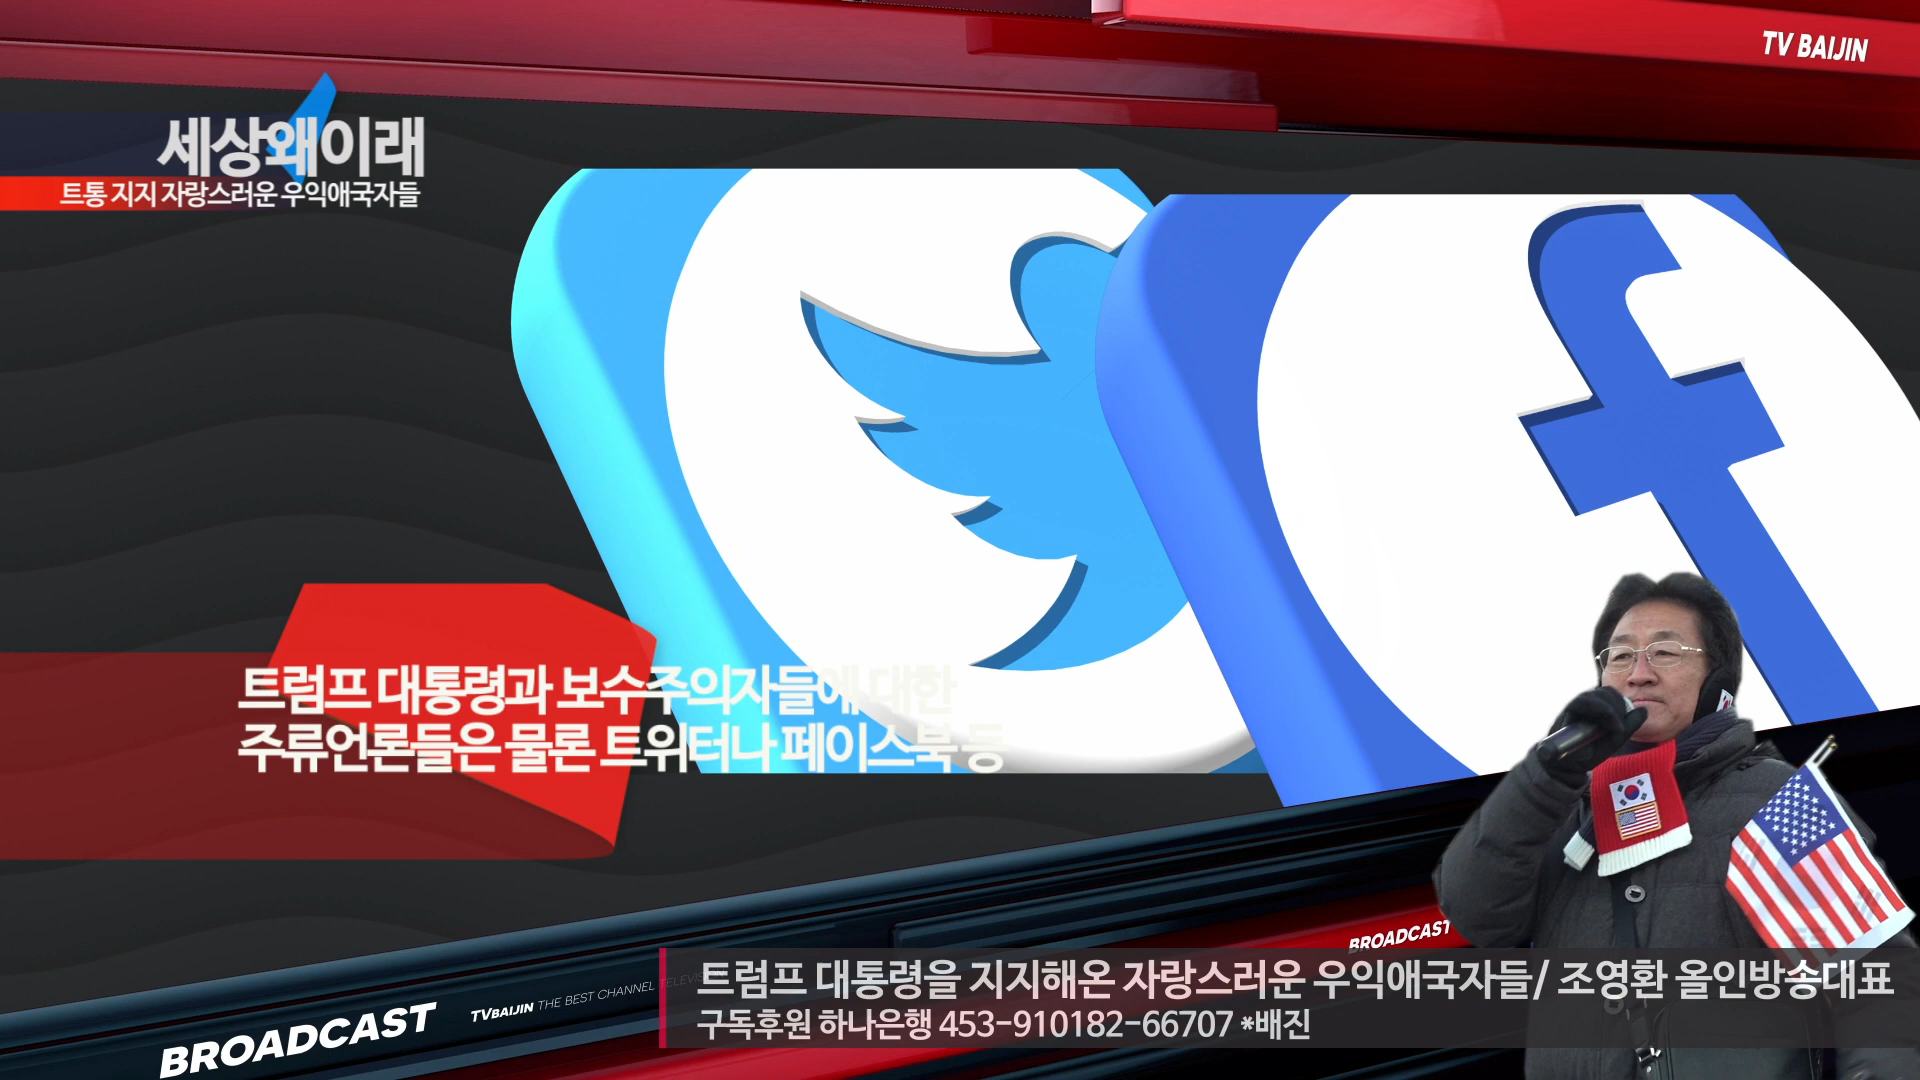 TV BAIJIN
세상왜이래
트통 지지 자랑스러운 우익애국자들
트럼프 대통령과 보수주의자들에 대한
주류언론들은 물론 트위터나 페이스북 등
BROADCAST
트럼프 대통령을 지지해온 자랑스러운 우익애국자들/ 조영환 올인방송대표
구독후원 하나은행 453-910182-66707 *배진
BROADCAST
TVBAIJIN THE BEST CHANNEL TELEVIS